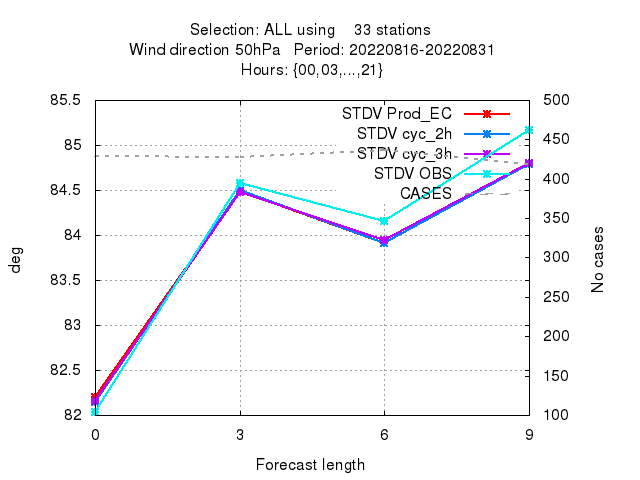 Selection: ALL using    33 stations
Wind direction 50hPa   Period: 20220816-20220831
Hours: {00,03,...,21}
85.5
85
84.5
84
83.5
83
82.5
82
500
450
400
350
300
250
200
150
100
STDV Prod_EC
STDV cyc_2h
STDV cyc_3h
STDV OBS
CASES
deg
No cases
0
3
6
9
Forecast length